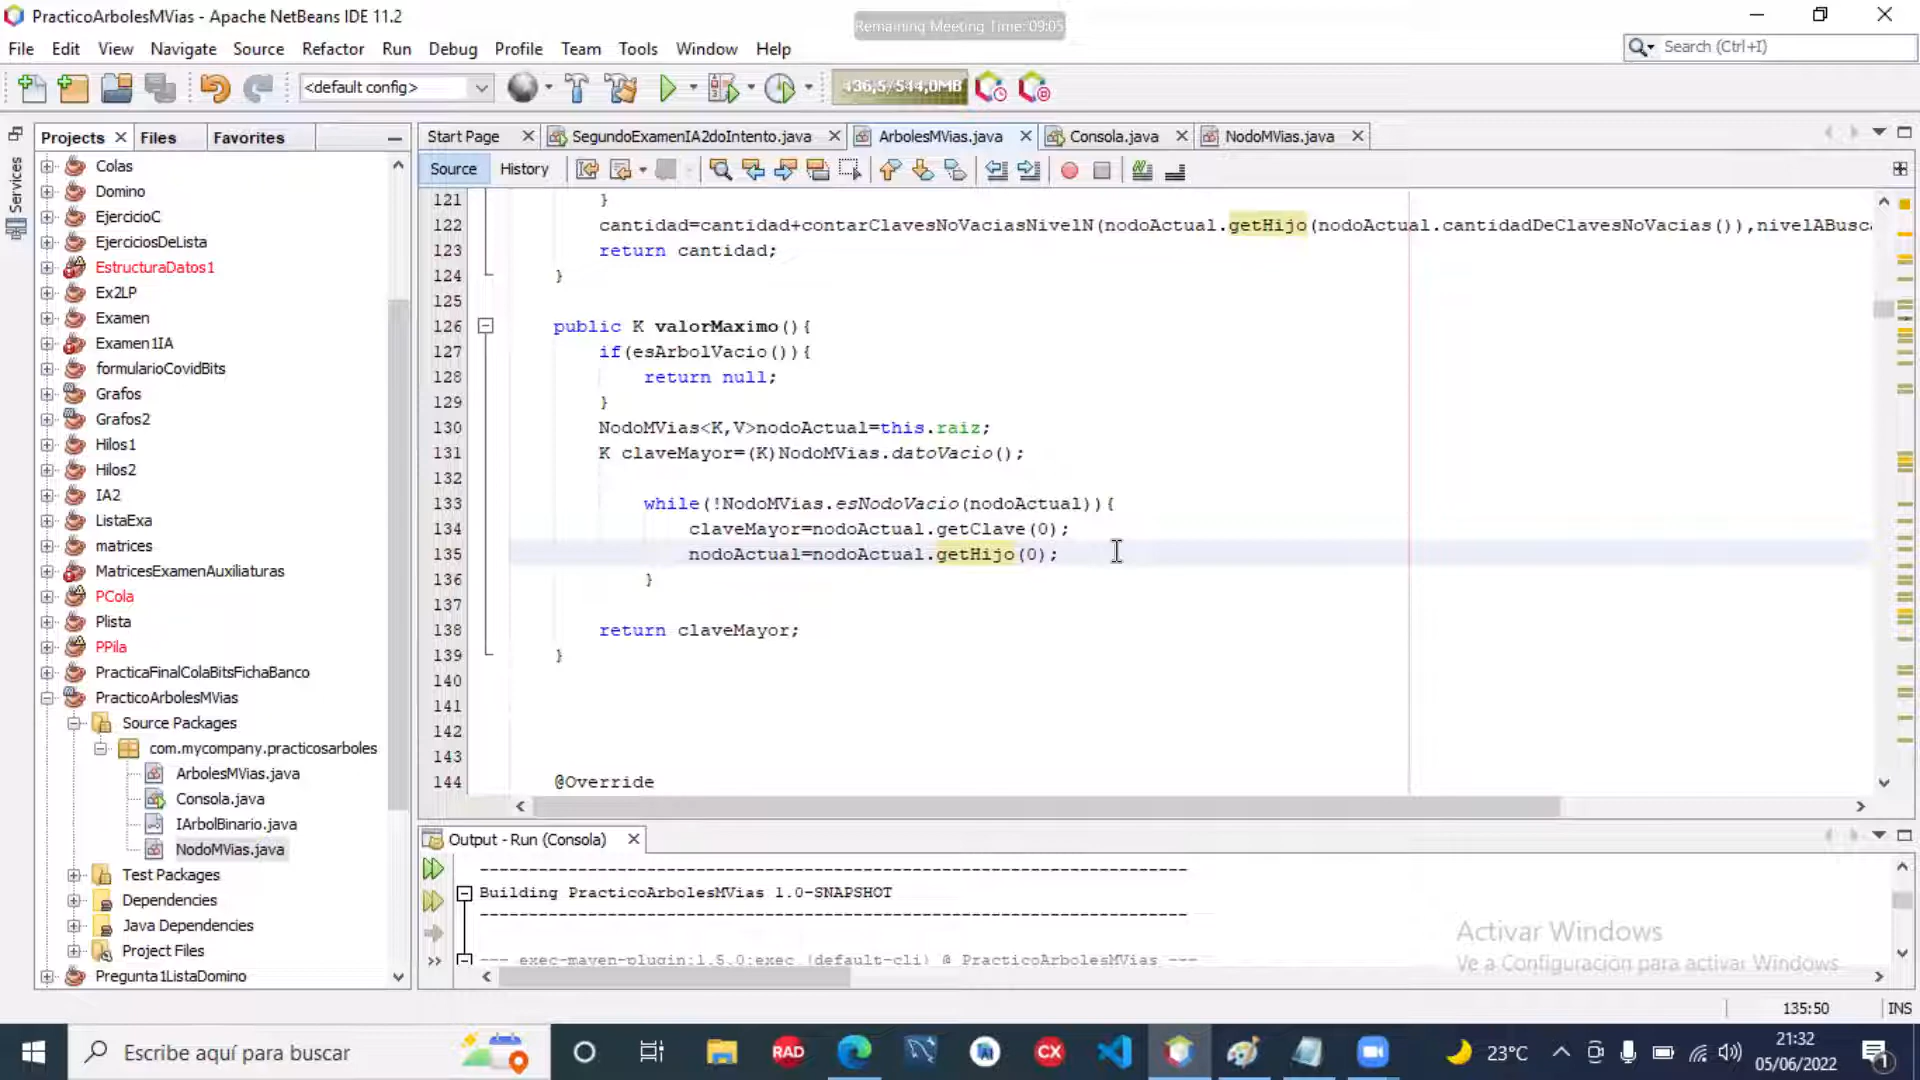 PracticoArbolesMVias - Apache NetBeans IDE 11.2
Remaining Meeting Time: 09:05
File Edit View Navigate Source Refactor Run Debug Profile Team Tools Window Help
Search (Ctrl+I)
<default config>
436,5/544,0MB
Services
Projects Files Favorites
Colas
Domino
EjercicioC
EjerciciosDeLista
EstructuraDatos1
Ex2LP
Examen
Examen1IA
formularioCovidBits
Grafos
Grafos2
Hilos1
Hilos2
IA2
ListaExa
matrices
MatricesExamenAuxiliaturas
PCola
Plista
PPila
PracticaFinalColaBitsFichaBanco
PracticoArbolesMVias
Source Packages
com.mycompany.practicosarboles
ArbolesMVias.java
Consola.java
IArbolBinario.java
NodoMVias.java
Test Packages
Dependencies
Java Dependencies
Project Files
Pregunta1ListaDomino
Start Page SegundoExamenIA2doIntento.java ArbolesMVias.java Consola.java NodoMVias.java
Source History
121 }
122 cantidad=cantidad+contarClavesNoVaciasNivelN(nodoActual.getHijo(nodoActual.cantidadDeClavesNoVacias()),nivelABusc
123 return cantidad;
124 }
125
126 public K valorMaximo(){
127 if(esArbolVacio()){
128 return null;
129 }
130 NodoMVias<K,V>nodoActual=this.raiz;
131 K claveMayor=(K)NodoMVias.datoVacio();
132
133 while(!NodoMVias.esNodoVacio(nodoActual)){
134 claveMayor=nodoActual.getClave(0);
135 nodoActual=nodoActual.getHijo(0);
136 }
137
138 return claveMayor;
139 }
140
141
142
143
144 @Override
Output - Run (Consola)
------------------------------------------------------------------------
Building PracticoArbolesMVias 1.0-SNAPSHOT
------------------------------------------------------------------------
--- exec-maven-plugin:1.5.0:exec (default-cli) @ PracticoArbolesMVias ---
Activar Windows
Ve a Configuración para activar Windows
135:50 INS
Escribe aquí para buscar
RAD
CX
23°C
21:32
05/06/2022
1